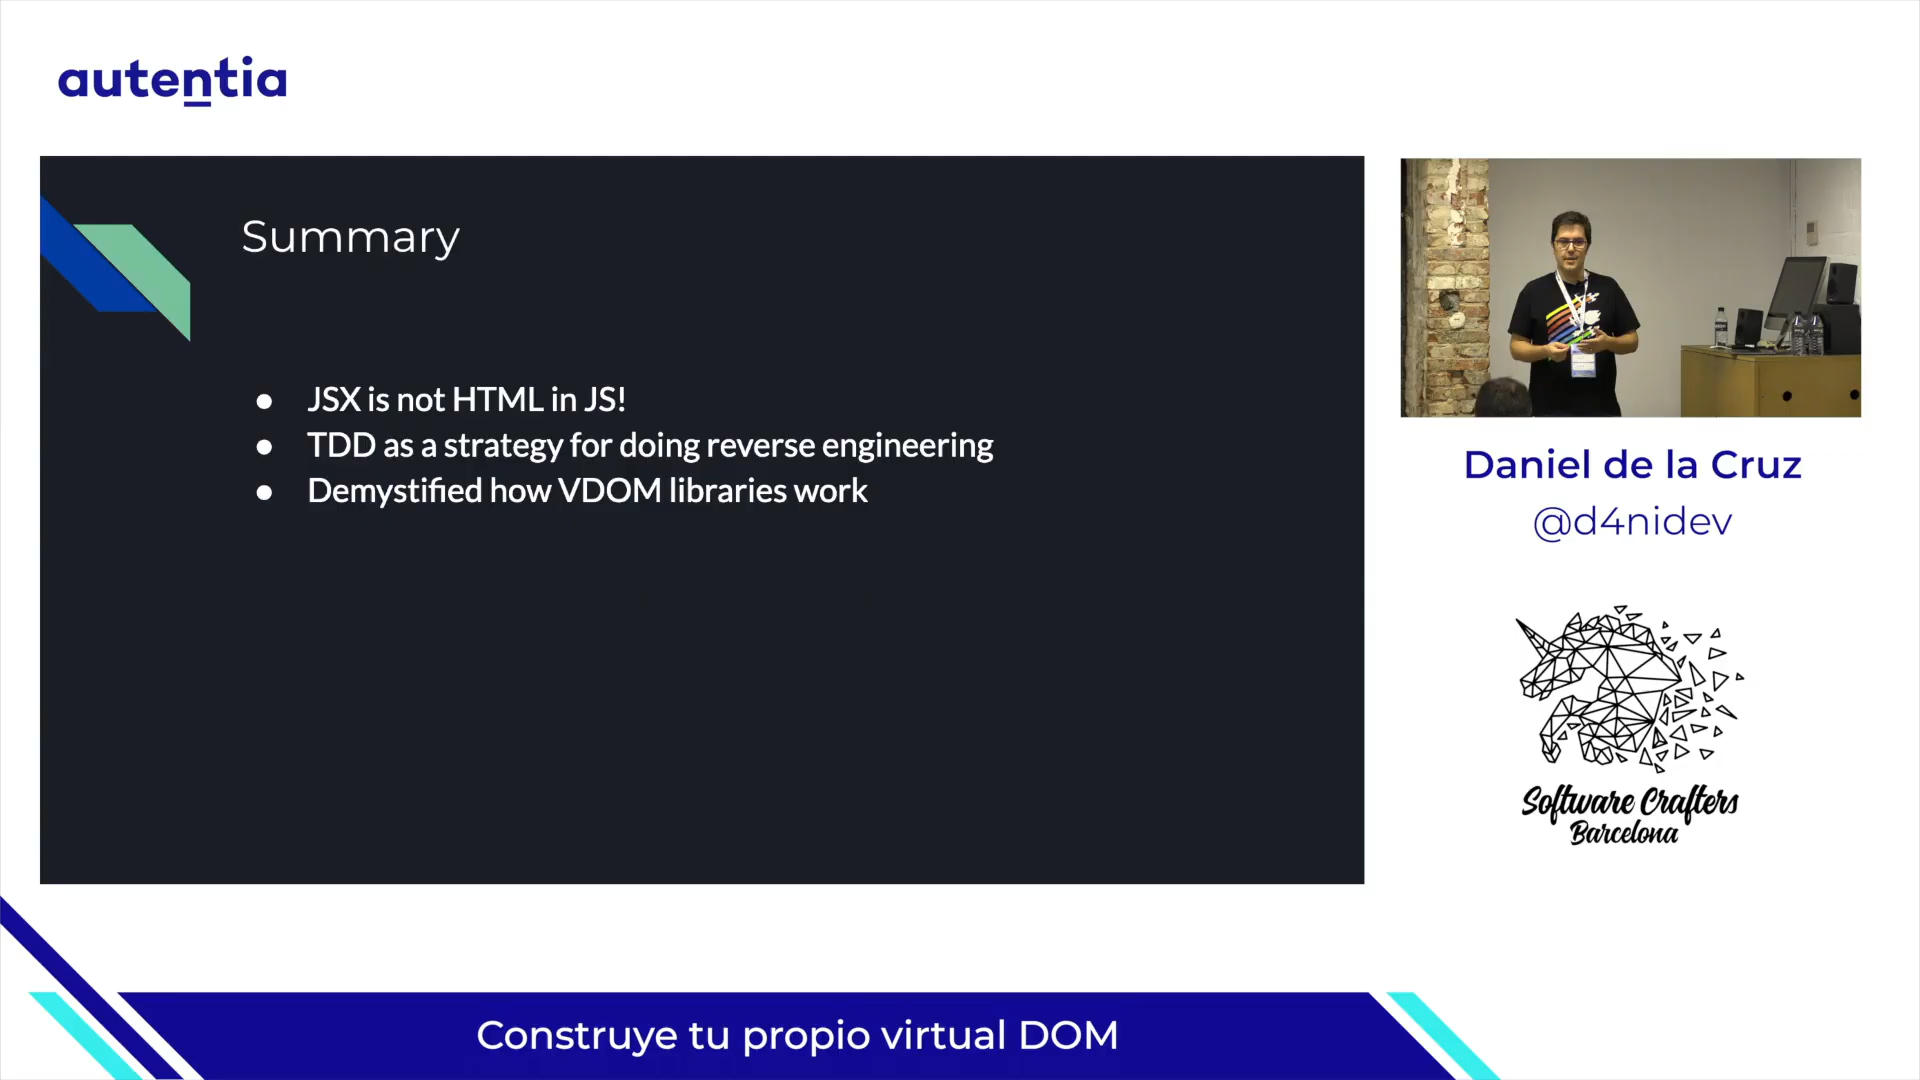 autentia
Summary
● JSX is not HTML in JS!
● TDD as a strategy for doing reverse engineering
● Demystified how VDOM libraries work
Daniel de la Cruz
@d4nidev
Software Crafters
Barcelona
Construye tu propio virtual DOM